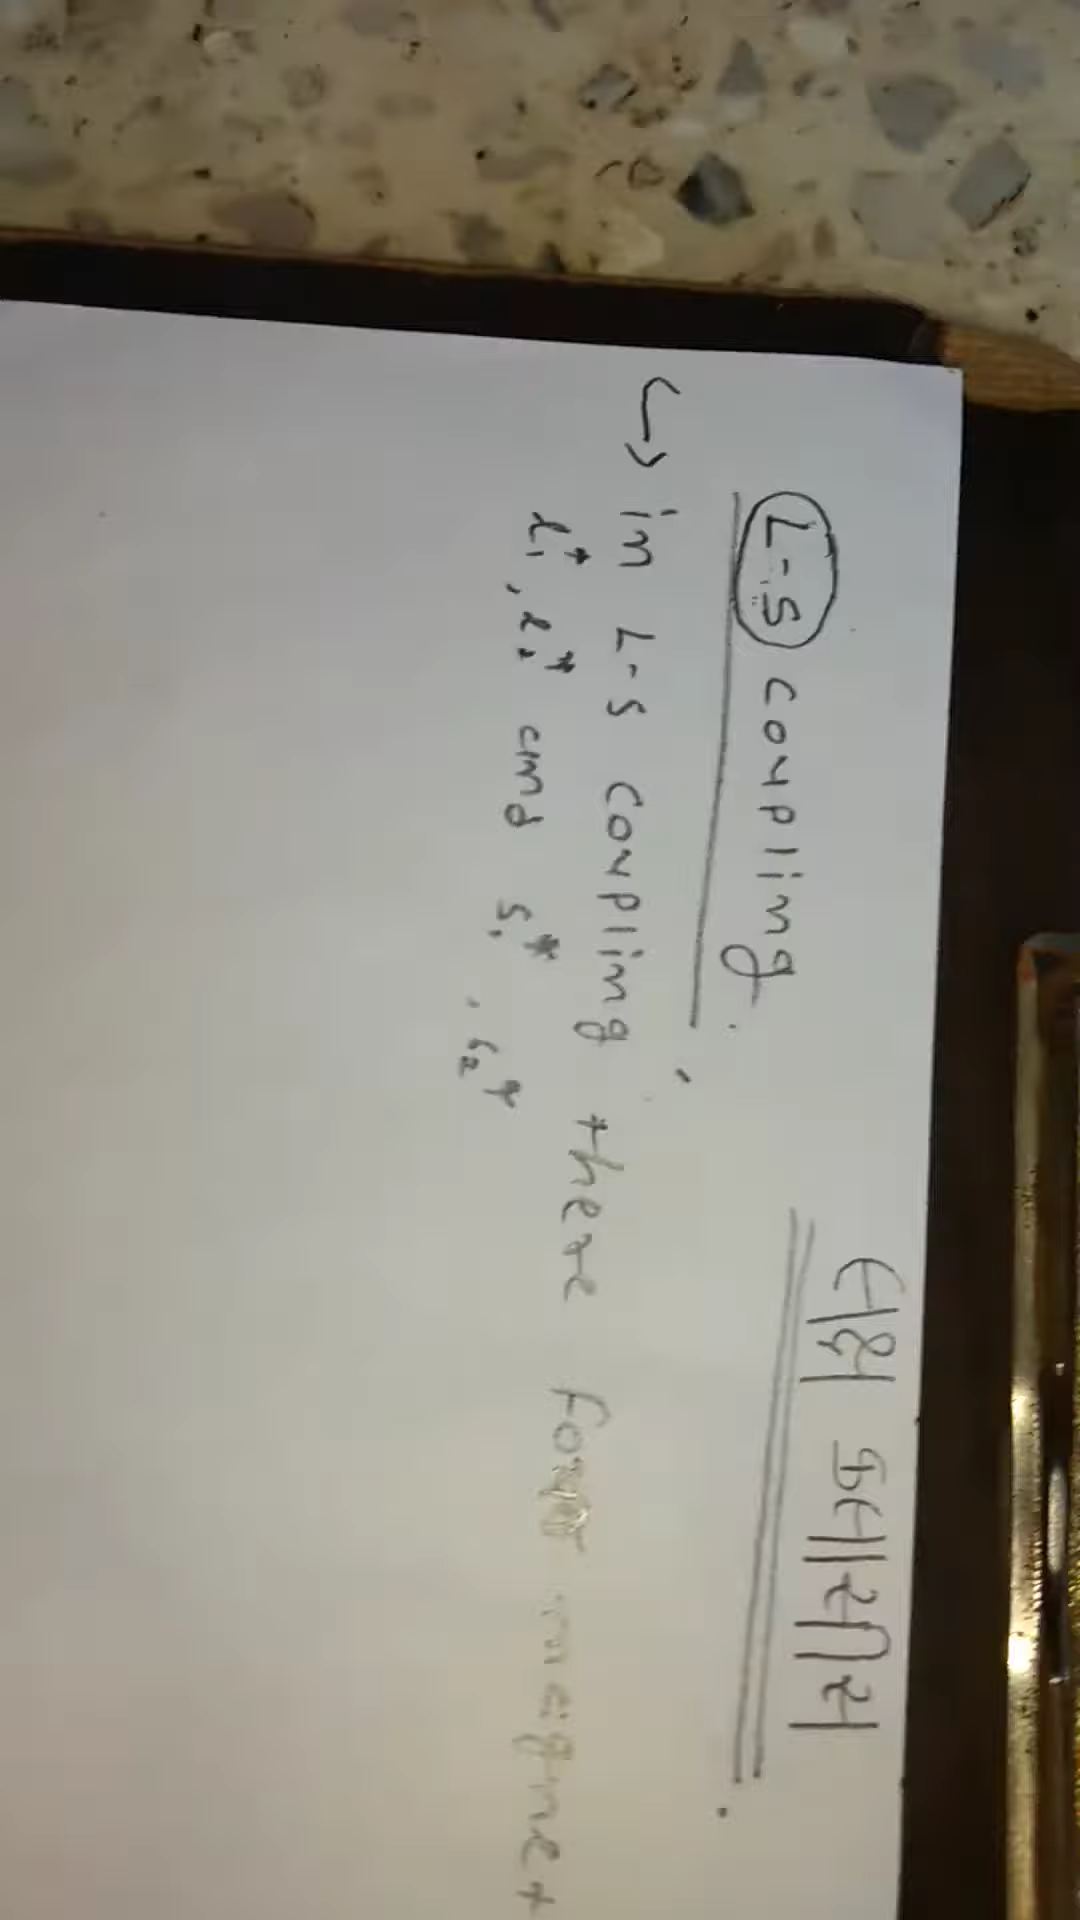 L-S coupling.
↳ in L-S coupling there four magnet
l₁*, l₂* and s₁*, s₂*